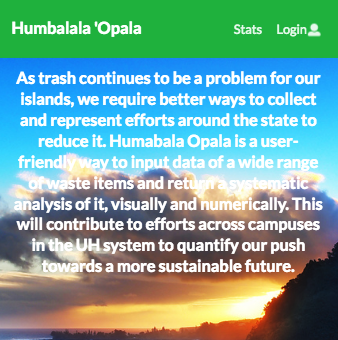 Humbalala 'Opala
Stats Login
As trash continues to be a problem for our
islands, we require better ways to collect
and represent efforts around the state to
reduce it. Humabala Opala is a user-
friendly way to input data of a wide range
of waste items and return a systematic
analysis of it, visually and numerically. This
will contribute to efforts across campuses
in the UH system to quantify our push
towards a more sustainable future.